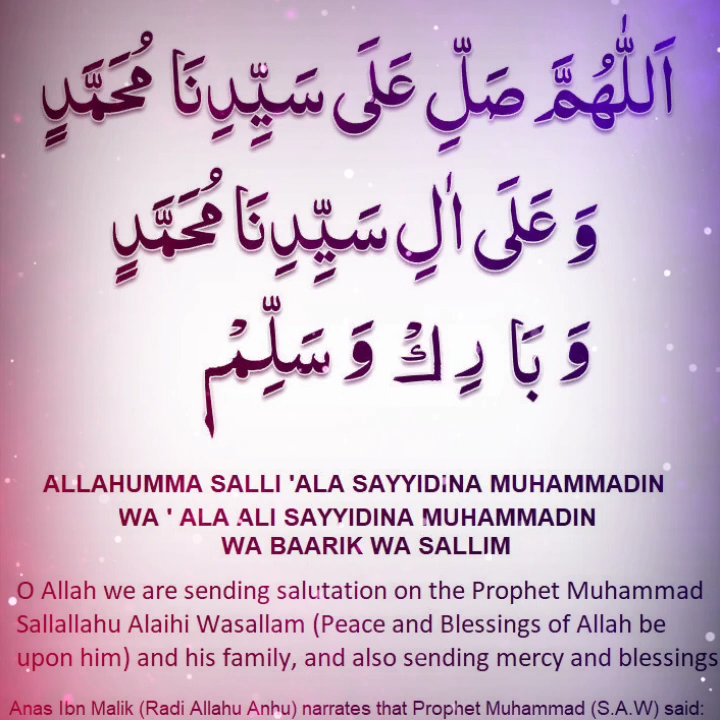 اَللّٰهُمَّ صَلِّ عَلَى سَيِّدِنَا مُحَمَّدٍ
وَ عَلَى اٰلِ سَيِّدِنَا مُحَمَّدٍ
وَ بَا رِكْ وَ سَلِّمْ
ALLAHUMMA SALLI 'ALA SAYYIDINA MUHAMMADIN
WA ' ALA ALI SAYYIDINA MUHAMMADIN
WA BAARIK WA SALLIM
O Allah we are sending salutation on the Prophet Muhammad
Sallallahu Alaihi Wasallam (Peace and Blessings of Allah be
upon him) and his family, and also sending mercy and blessings
Anas Ibn Malik (Radi Allahu Anhu) narrates that Prophet Muhammad (S.A.W) said: